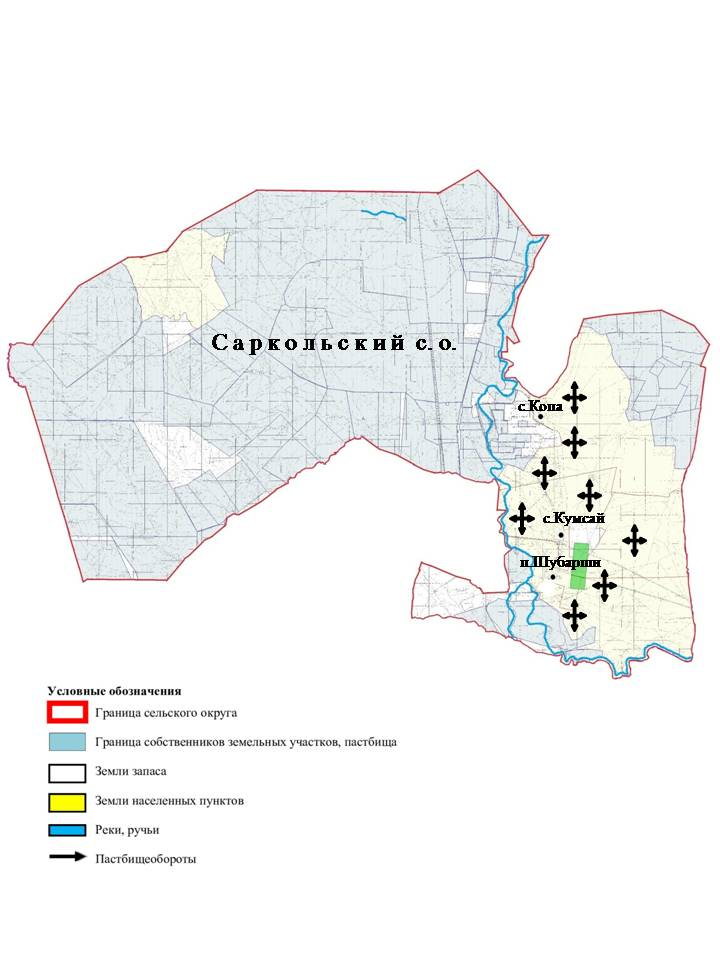 Саркольский с. о.
с.Копа
с.Кумсай
п.Шубарши
Условные обозначения
Граница сельского округа
Граница собственников земельных участков, пастбища
Земли запаса
Земли населенных пунктов
Реки, ручьи
Пастбищеобороты